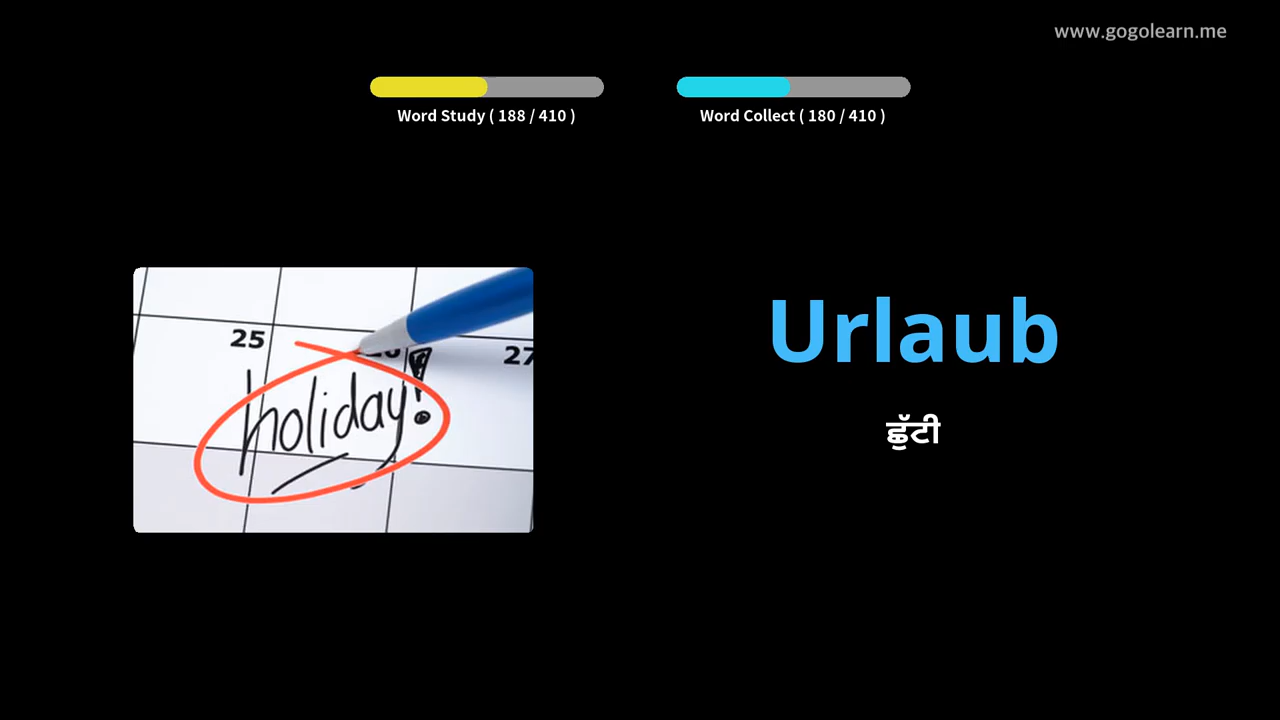 www.gogolearn.me
Word Study ( 188 / 410 )
Word Collect ( 180 / 410 )
25
27
holiday!
Urlaub
ਛੁੱਟੀ